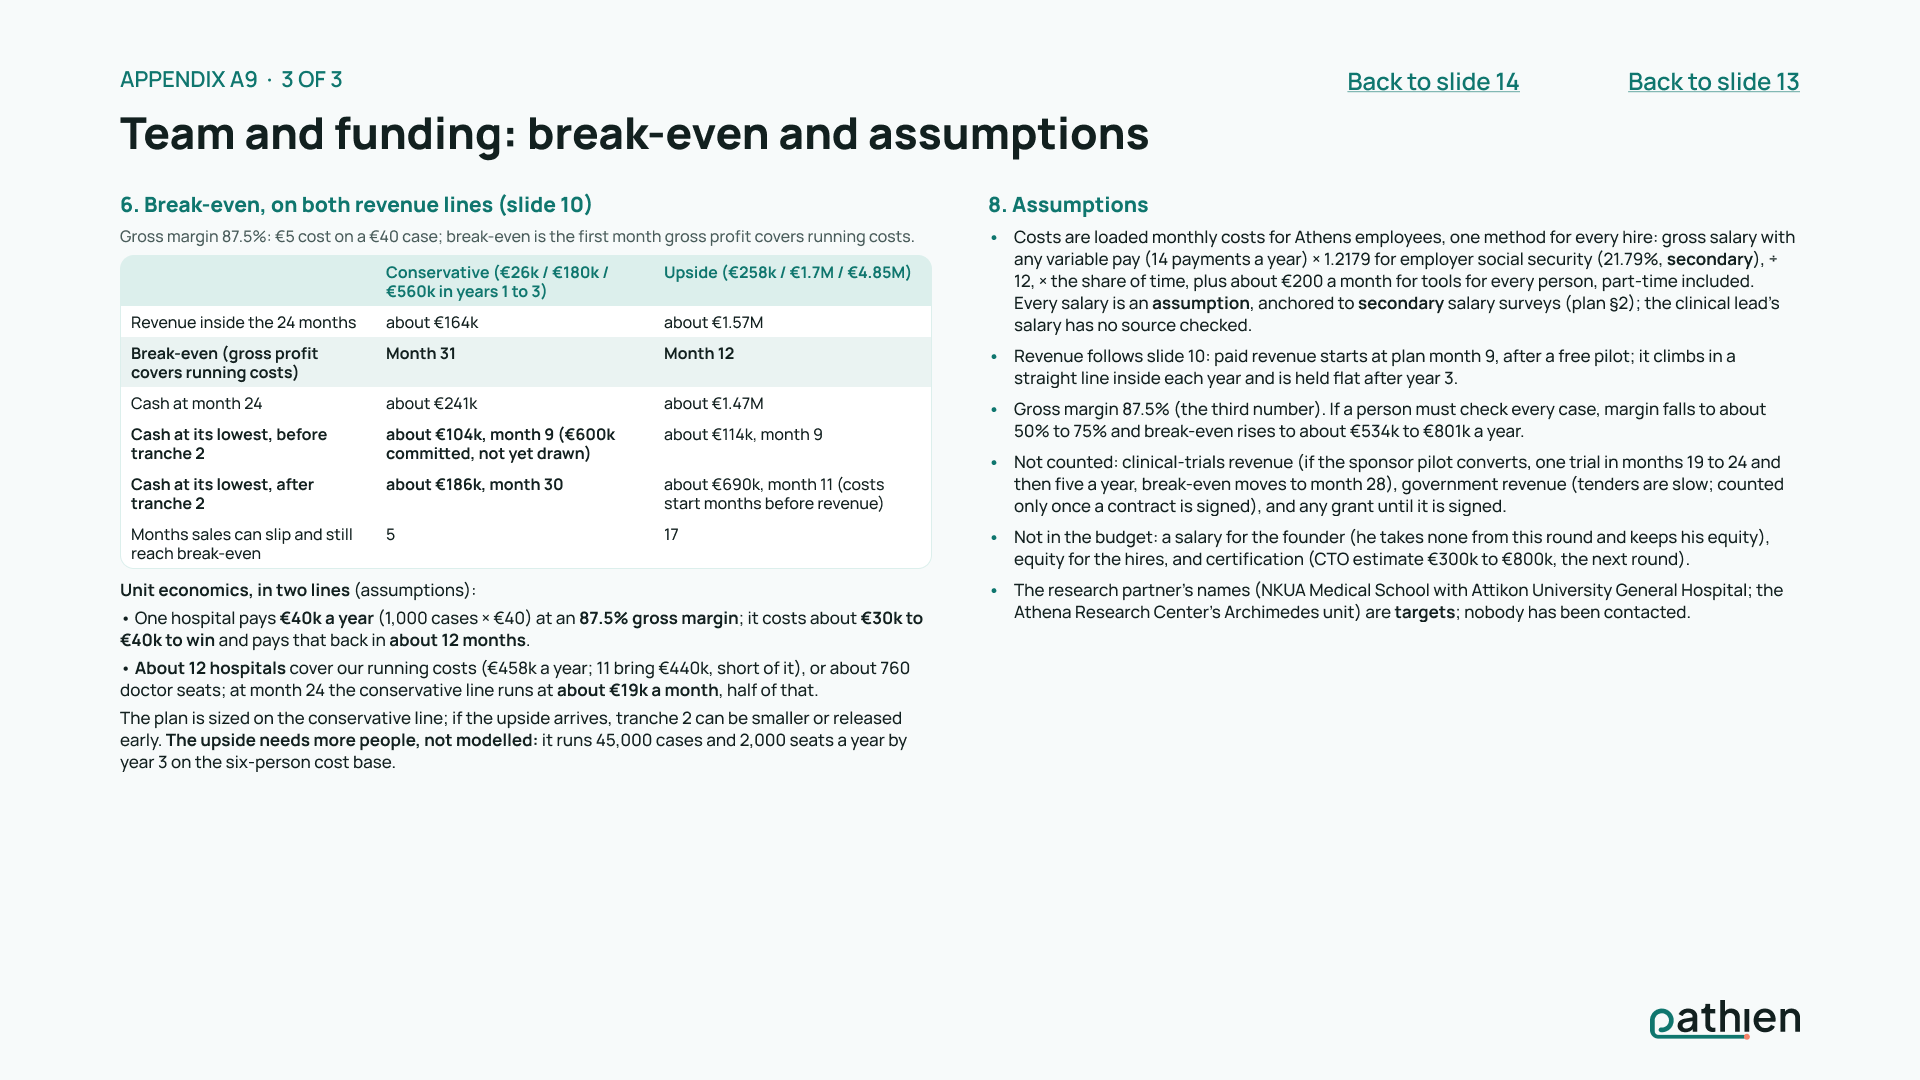 APPENDIX A9 · 3 OF 3
Back to slide 14
Back to slide 13
Team and funding: break-even and assumptions
6. Break-even, on both revenue lines (slide 10)
Gross margin 87.5%: €5 cost on a €40 case; break-even is the first month gross profit covers running costs.
Conservative (€26k / €180k /
€560k in years 1 to 3)
Upside (€258k / €1.7M / €4.85M)
Revenue inside the 24 months
about €164k
about €1.57M
Break-even (gross profit
covers running costs)
Month 31
Month 12
Cash at month 24
about €241k
about €1.47M
Cash at its lowest, before
tranche 2
about €104k, month 9 (€600k
committed, not yet drawn)
about €114k, month 9
Cash at its lowest, after
tranche 2
about €186k, month 30
about €690k, month 11 (costs
start months before revenue)
Months sales can slip and still
reach break-even
5
17
Unit economics, in two lines (assumptions):
• One hospital pays €40k a year (1,000 cases × €40) at an 87.5% gross margin; it costs about €30k to
€40k to win and pays that back in about 12 months.
• About 12 hospitals cover our running costs (€458k a year; 11 bring €440k, short of it), or about 760
doctor seats; at month 24 the conservative line runs at about €19k a month, half of that.
The plan is sized on the conservative line; if the upside arrives, tranche 2 can be smaller or released
early. The upside needs more people, not modelled: it runs 45,000 cases and 2,000 seats a year by
year 3 on the six-person cost base.
8. Assumptions
• Costs are loaded monthly costs for Athens employees, one method for every hire: gross salary with
any variable pay (14 payments a year) × 1.2179 for employer social security (21.79%, secondary), ÷
12, × the share of time, plus about €200 a month for tools for every person, part-time included.
Every salary is an assumption, anchored to secondary salary surveys (plan §2); the clinical lead's
salary has no source checked.
• Revenue follows slide 10: paid revenue starts at plan month 9, after a free pilot; it climbs in a
straight line inside each year and is held flat after year 3.
• Gross margin 87.5% (the third number). If a person must check every case, margin falls to about
50% to 75% and break-even rises to about €534k to €801k a year.
• Not counted: clinical-trials revenue (if the sponsor pilot converts, one trial in months 19 to 24 and
then five a year, break-even moves to month 28), government revenue (tenders are slow; counted
only once a contract is signed), and any grant until it is signed.
• Not in the budget: a salary for the founder (he takes none from this round and keeps his equity),
equity for the hires, and certification (CTO estimate €300k to €800k, the next round).
• The research partner's names (NKUA Medical School with Attikon University General Hospital; the
Athena Research Center's Archimedes unit) are targets; nobody has been contacted.
pathien